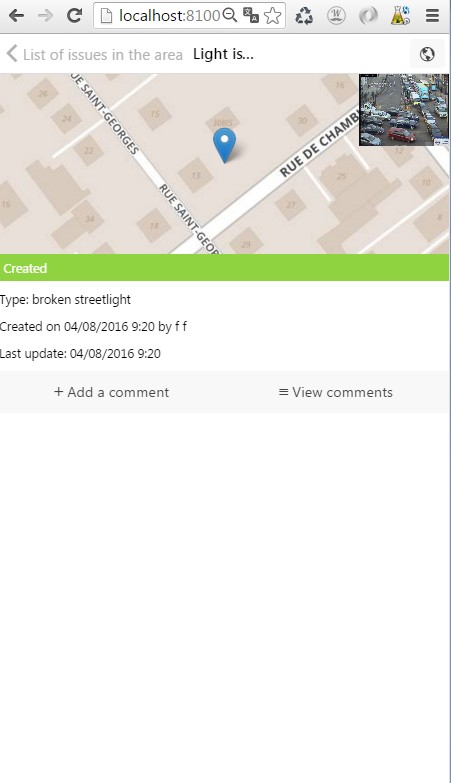 localhost:8100
List of issues in the area Light is...
26
15
10BIS
30
RUE SAINT-GEORGES
24
22
RUE DE CHAMB
13
25
16
RUE SAINT-GEOR
10
34
18
27
8
29
Created
Type: broken streetlight
Created on 04/08/2016 9:20 by f f
Last update: 04/08/2016 9:20
+ Add a comment ≡ View comments